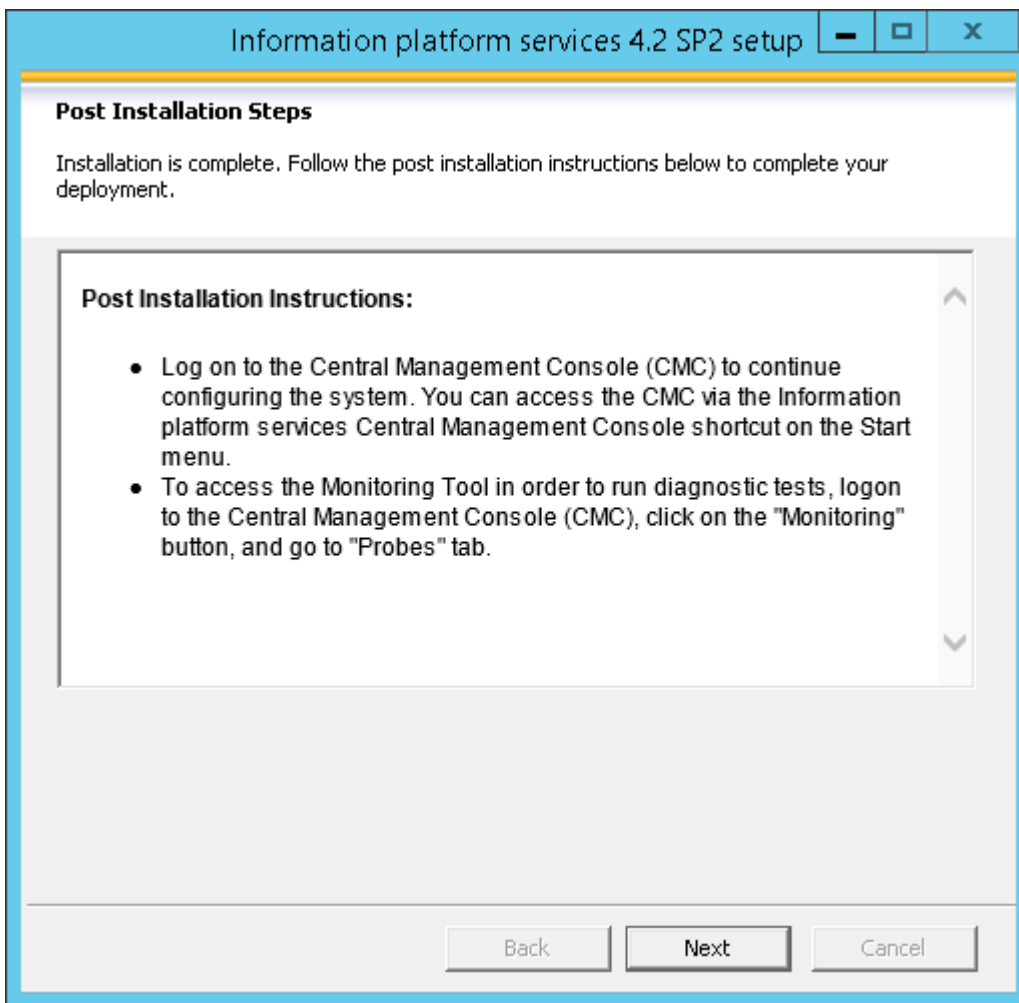 Information platform services 4.2 SP2 setup
Post Installation Steps
Installation is complete. Follow the post installation instructions below to complete your
deployment.
Post Installation Instructions:
● Log on to the Central Management Console (CMC) to continue
configuring the system. You can access the CMC via the Information
platform services Central Management Console shortcut on the Start
menu.
● To access the Monitoring Tool in order to run diagnostic tests, logon
to the Central Management Console (CMC), click on the "Monitoring"
button, and go to "Probes" tab.
Back Next Cancel